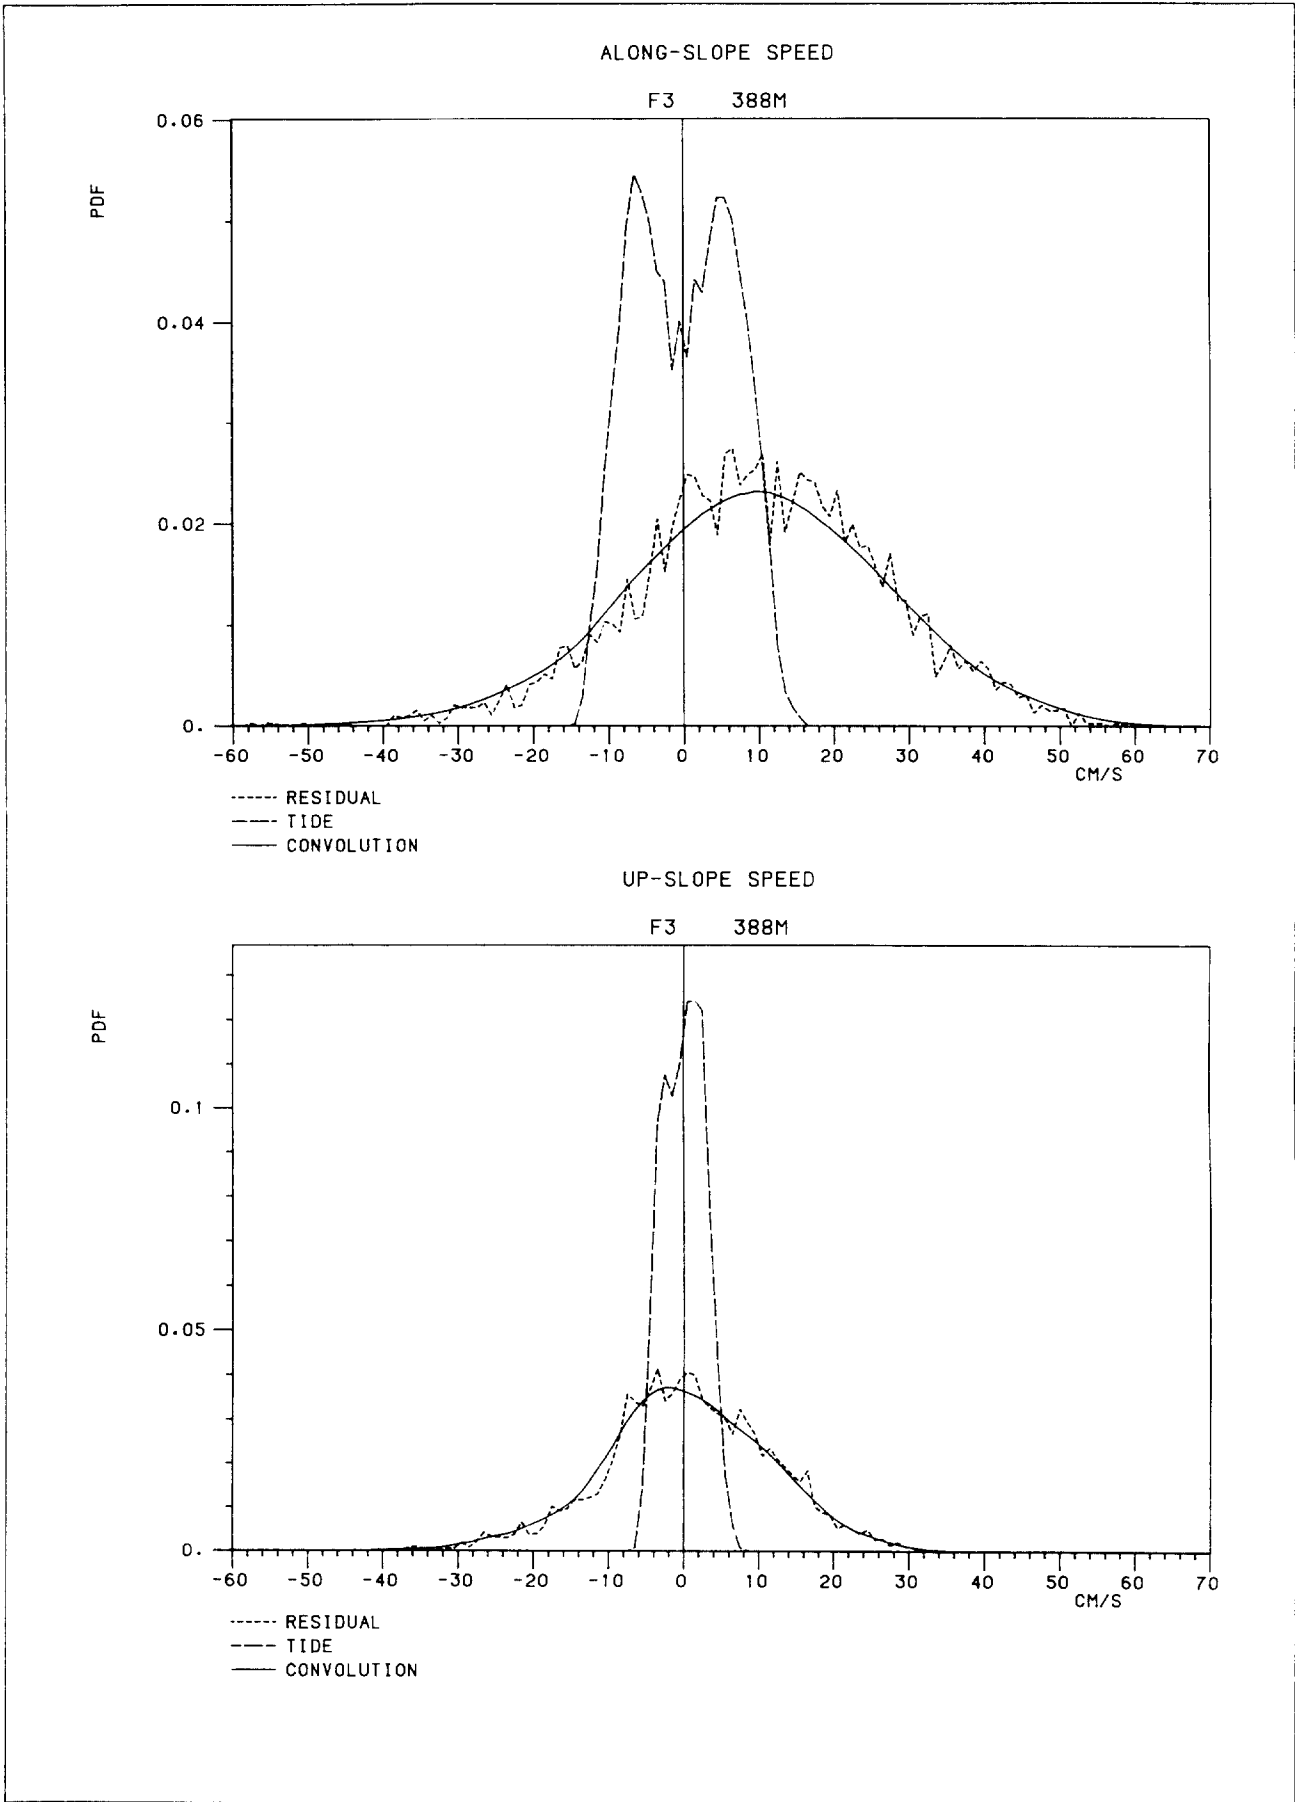 ALONG-SLOPE SPEED
F3 388M
PDF
0.06
0.04
0.02
0.
-60 -50 -40 -30 -20 -10 0 10 20 30 40 50 60 70
CM/S
RESIDUAL
TIDE
CONVOLUTION
UP-SLOPE SPEED
F3 388M
PDF
0.1
0.05
0.
-60 -50 -40 -30 -20 -10 0 10 20 30 40 50 60 70
CM/S
RESIDUAL
TIDE
CONVOLUTION